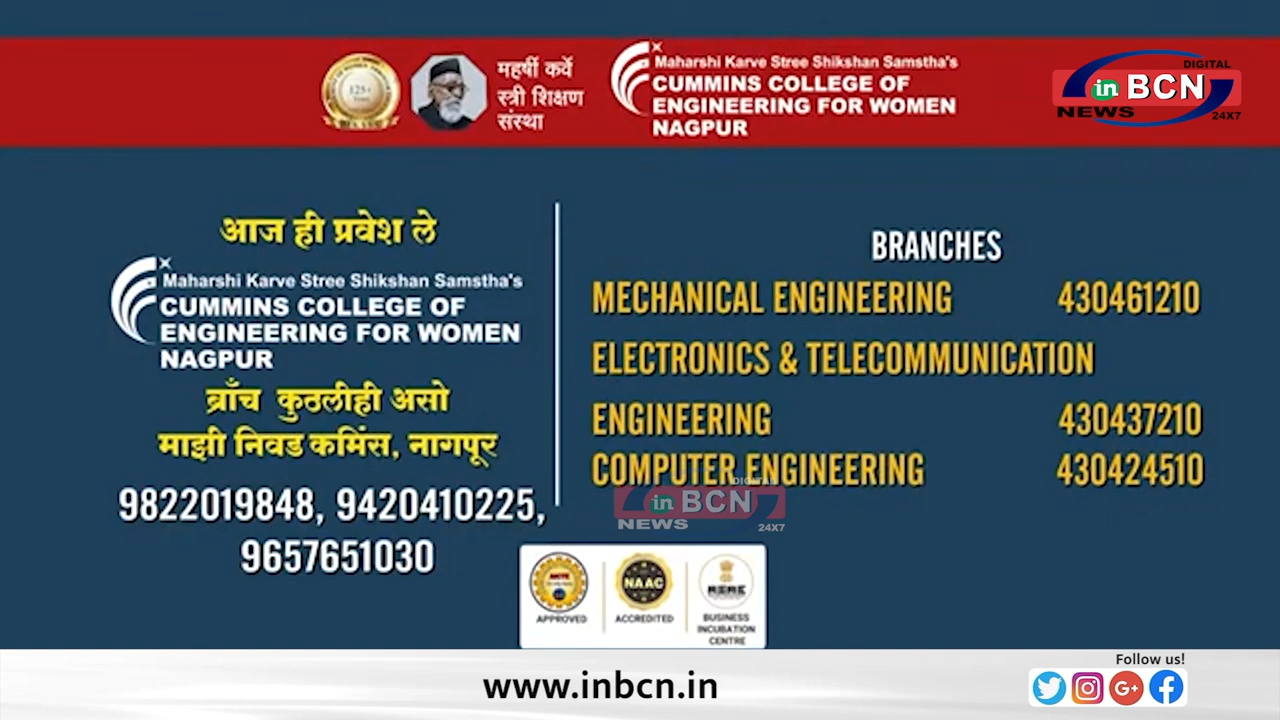 महर्षी कर्वे
स्त्री शिक्षण
संस्था
Maharshi Karve Stree Shikshan Samstha's
CUMMINS COLLEGE OF
ENGINEERING FOR WOMEN
NAGPUR
DIGITAL
in BCN
NEWS 24X7
आज ही प्रवेश ले
Maharshi Karve Stree Shikshan Samstha's
CUMMINS COLLEGE OF
ENGINEERING FOR WOMEN
NAGPUR
ब्राँच कुठलीही असो
माझी निवड कमिंस, नागपूर
9822019848, 9420410225,
9657651030
BRANCHES
MECHANICAL ENGINEERING 430461210
ELECTRONICS & TELECOMMUNICATION
ENGINEERING 430437210
COMPUTER ENGINEERING 430424510
DIGITAL
in BCN
NEWS 24X7
APPROVED
NAAC
ACCREDITED
BUSINESS
INCUBATION
CENTRE
www.inbcn.in
Follow us!